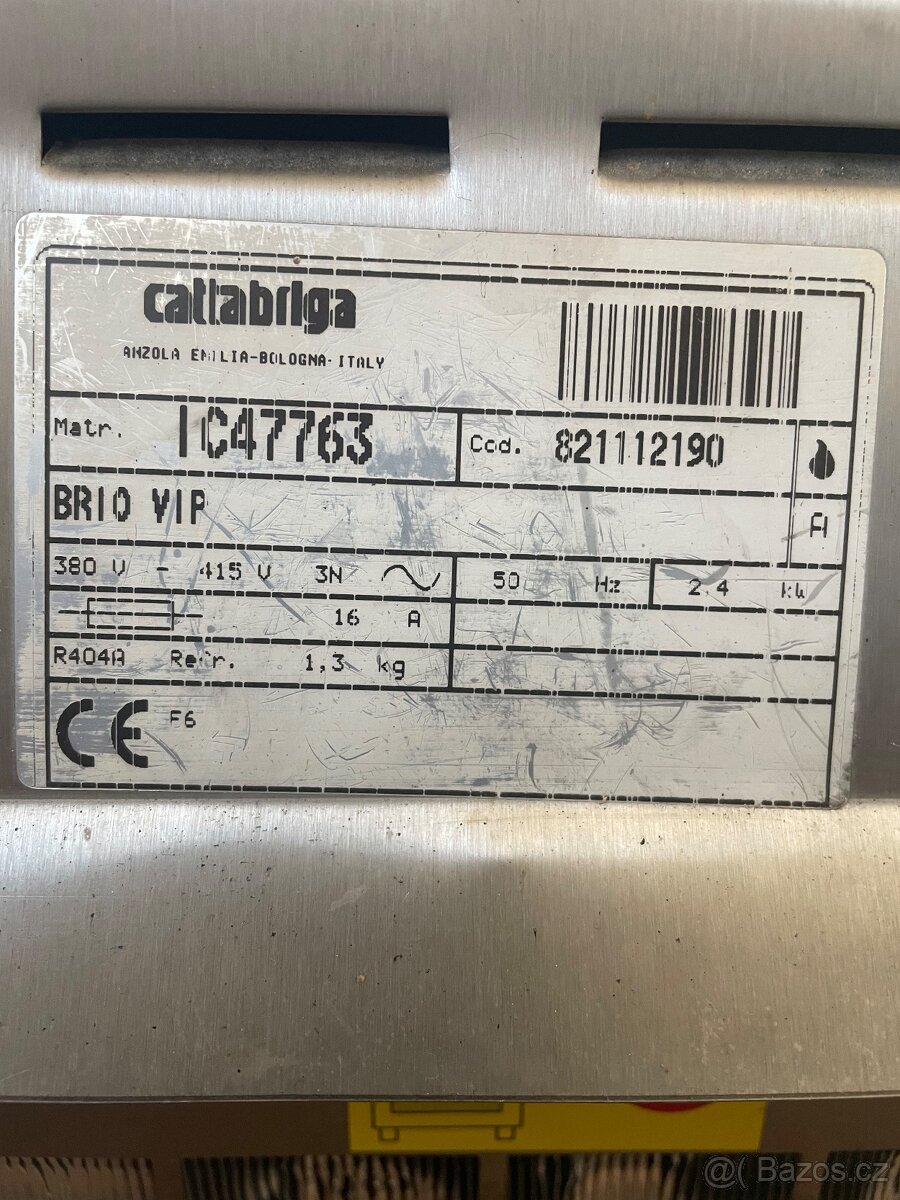 cattabriga
ANZOLA EMILIA-BOLOGNA-ITALY
Matr. IC47763 Cod. 821112190
BRIO VIP
A
380 V - 415 V 3N 50 Hz 2.4 kW
16 A
R404A Refr. 1,3 kg
CE F6
@( Bazos.cz